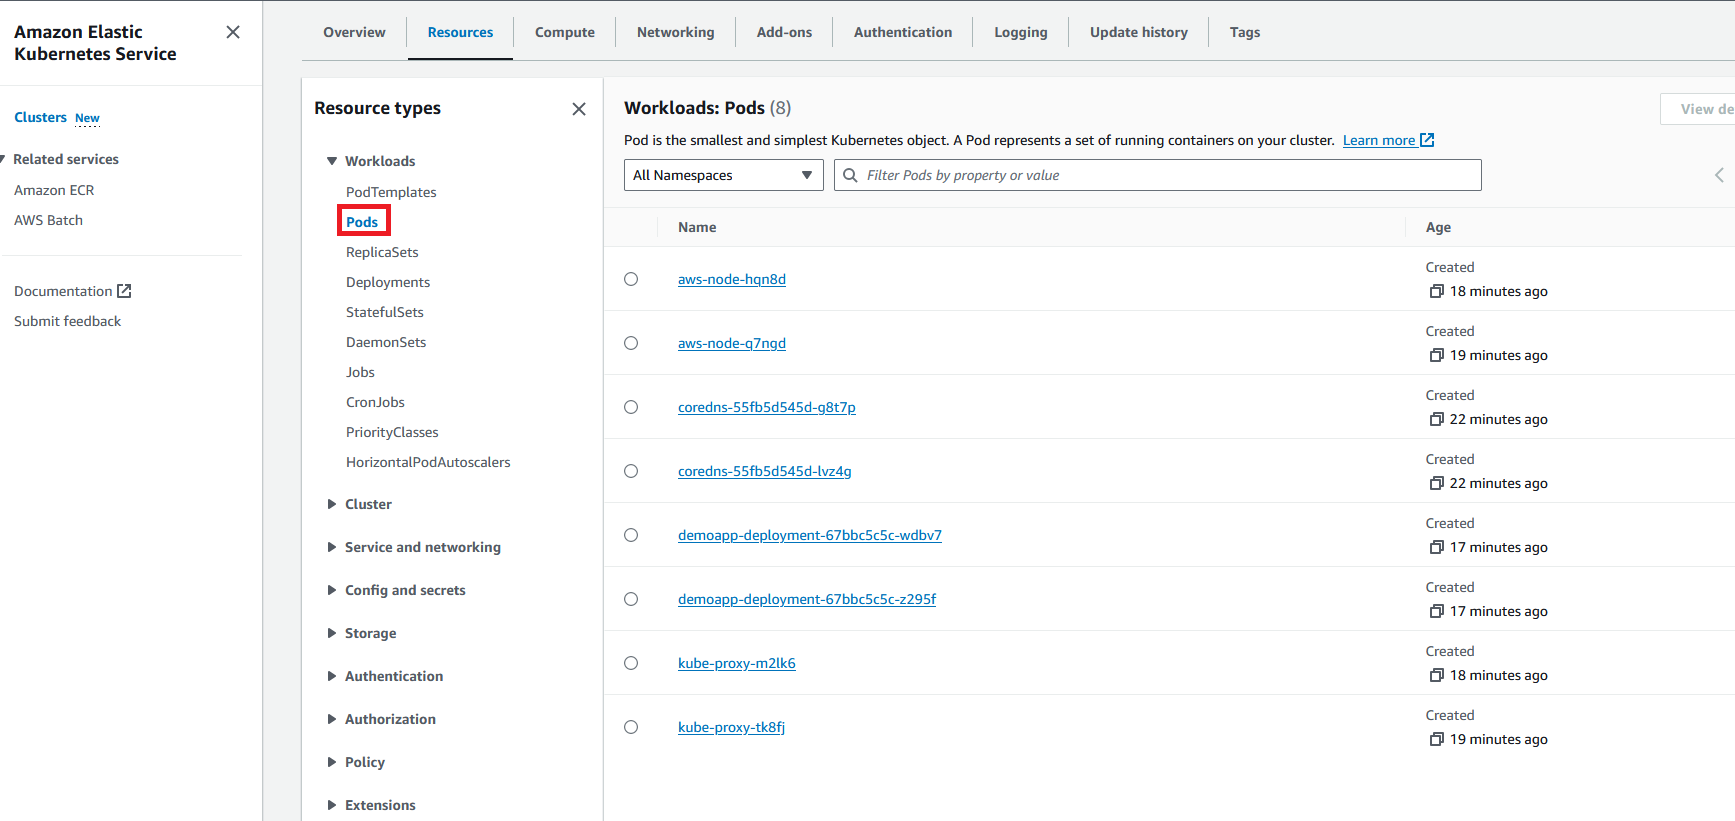 Amazon Elastic
Kubernetes Service
Clusters New
Related services
Amazon ECR
AWS Batch
Documentation
Submit feedback
Overview Resources Compute Networking Add-ons Authentication Logging Update history Tags
Resource types
Workloads
PodTemplates
Pods
ReplicaSets
Deployments
StatefulSets
DaemonSets
Jobs
CronJobs
PriorityClasses
HorizontalPodAutoscalers
Cluster
Service and networking
Config and secrets
Storage
Authentication
Authorization
Policy
Extensions
Workloads: Pods (8)
View de
Pod is the smallest and simplest Kubernetes object. A Pod represents a set of running containers on your cluster. Learn more
All Namespaces
Filter Pods by property or value
Name Age
aws-node-hqn8d
Created
18 minutes ago
aws-node-q7ngd
Created
19 minutes ago
coredns-55fb5d545d-g8t7p
Created
22 minutes ago
coredns-55fb5d545d-lvz4g
Created
22 minutes ago
demoapp-deployment-67bbc5c5c-wdbv7
Created
17 minutes ago
demoapp-deployment-67bbc5c5c-z295f
Created
17 minutes ago
kube-proxy-m2lk6
Created
18 minutes ago
kube-proxy-tk8fj
Created
19 minutes ago